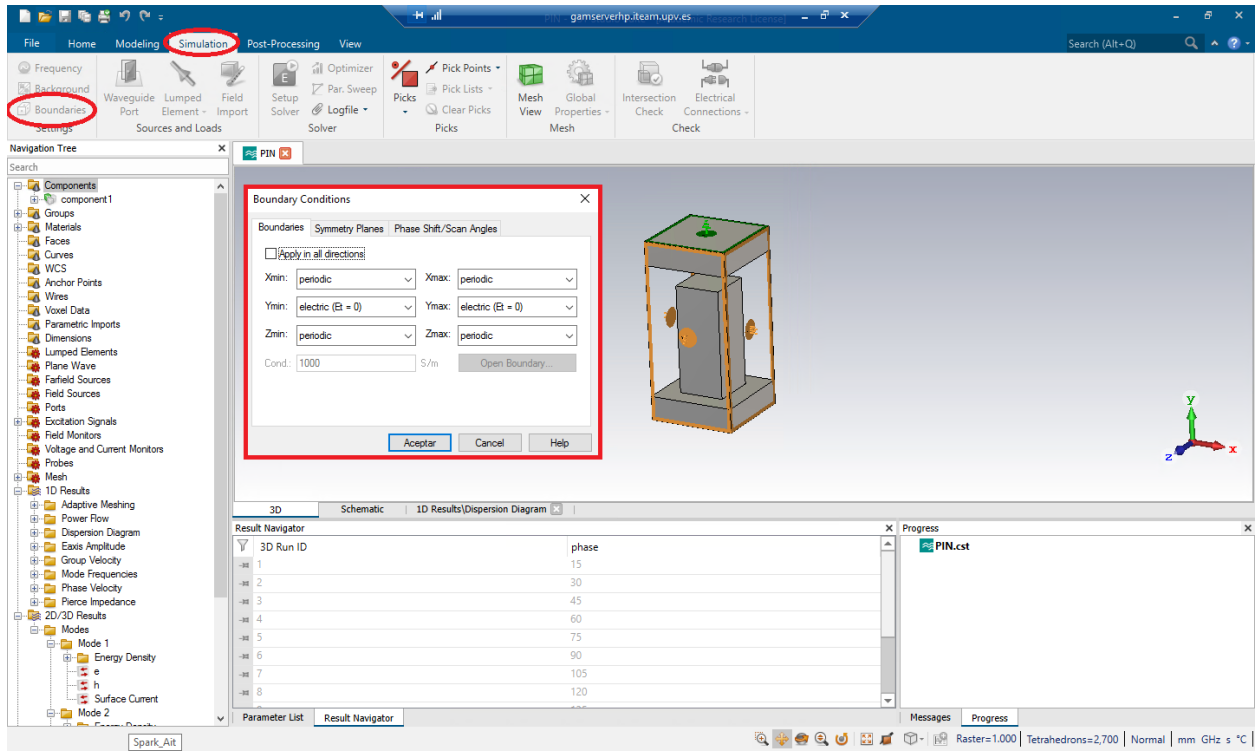 PIN - gamserverhp.iteam.upv.es
File Home Modeling Simulation Post-Processing View
Search (Alt+Q)
Frequency
Background
Boundaries
Settings
Waveguide Port
Lumped Element
Field Import
Sources and Loads
Setup Solver
Optimizer
Par. Sweep
Logfile
Solver
Picks
Pick Points
Pick Lists
Clear Picks
Picks
Mesh View
Global Properties
Mesh
Intersection Check
Electrical Connections
Check
Navigation Tree
Search
Components
component1
Groups
Materials
Faces
Curves
WCS
Anchor Points
Wires
Voxel Data
Parametric Imports
Dimensions
Lumped Elements
Plane Wave
Farfield Sources
Field Sources
Ports
Excitation Signals
Field Monitors
Voltage and Current Monitors
Probes
Mesh
1D Results
Adaptive Meshing
Power Flow
Dispersion Diagram
Eaxis Amplitude
Group Velocity
Mode Frequencies
Phase Velocity
Pierce Impedance
2D/3D Results
Modes
Mode 1
Energy Density
e
h
Surface Current
Mode 2
PIN
Boundary Conditions
Boundaries Symmetry Planes Phase Shift/Scan Angles
Apply in all directions
Xmin: periodic Xmax: periodic
Ymin: electric (Et = 0) Ymax: electric (Et = 0)
Zmin: periodic Zmax: periodic
Cond.: 1000 S/m Open Boundary...
Aceptar Cancel Help
y
x
z
3D Schematic 1D Results\Dispersion Diagram
Result Navigator
3D Run ID phase
1 15
2 30
3 45
4 60
5 75
6 90
7 105
8 120
Parameter List Result Navigator
Progress
PIN.cst
Messages Progress
Spark_Ait
Raster=1.000 Tetrahedrons=2,700 Normal mm GHz s °C